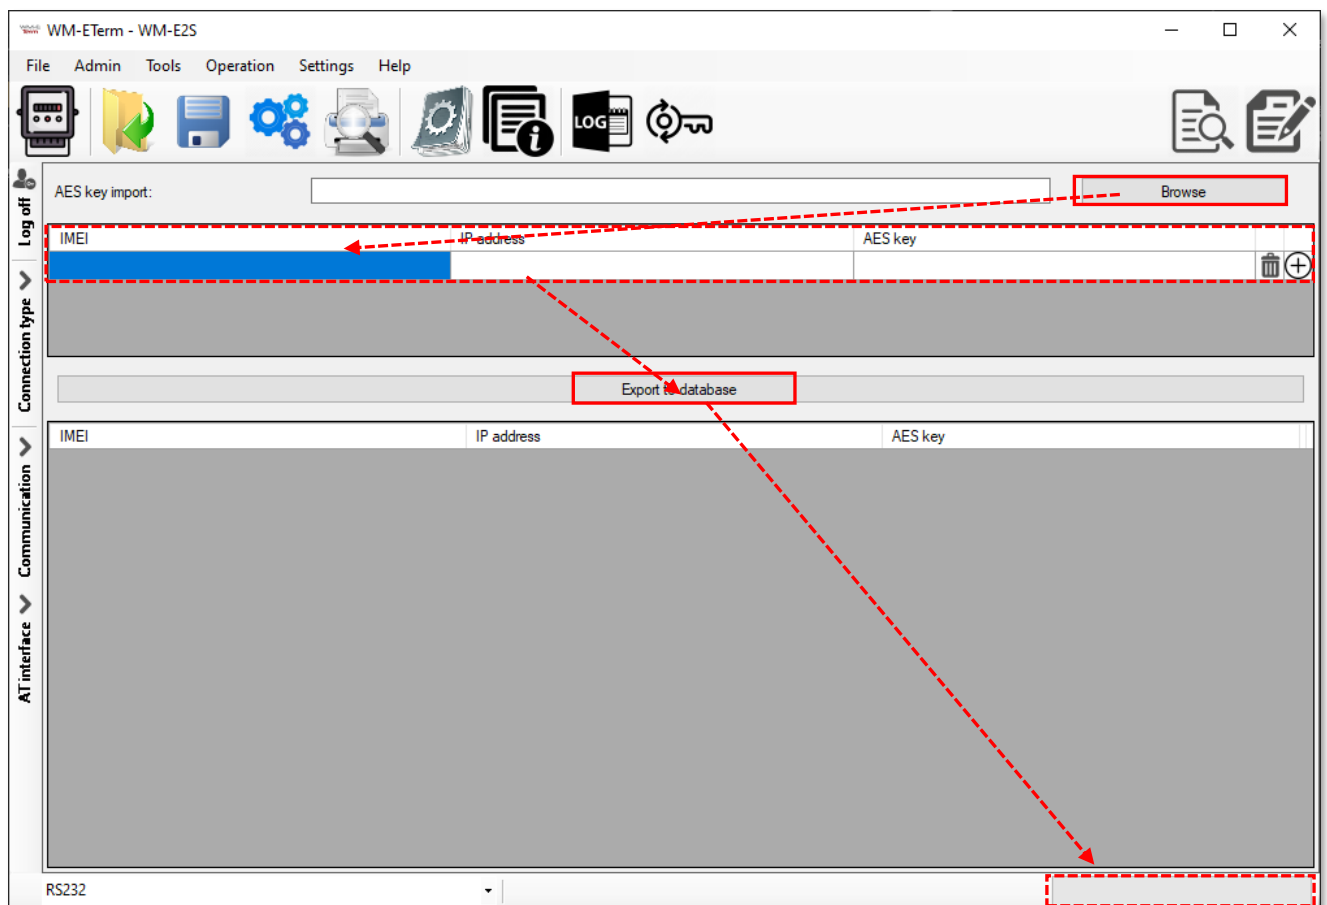 WM-ETerm - WM-E2S
File Admin Tools Operation Settings Help
LOG
Log off
Connection type
Communication
AT interface
AES key import:
Browse
IMEI IP address AES key
Export to database
IMEI IP address AES key
RS232